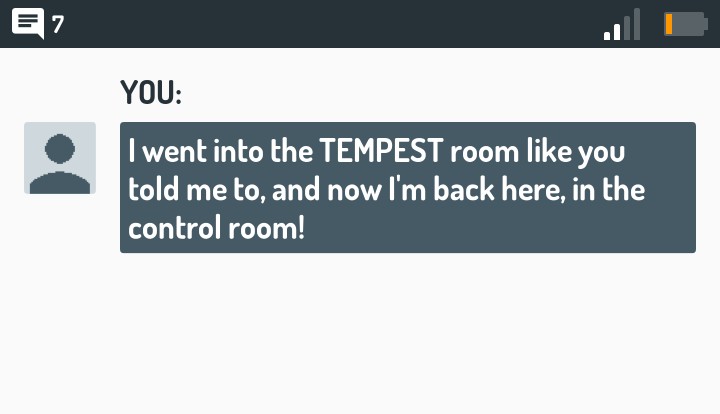 7
YOU:
I went into the TEMPEST room like you
told me to, and now I'm back here, in the
control room!